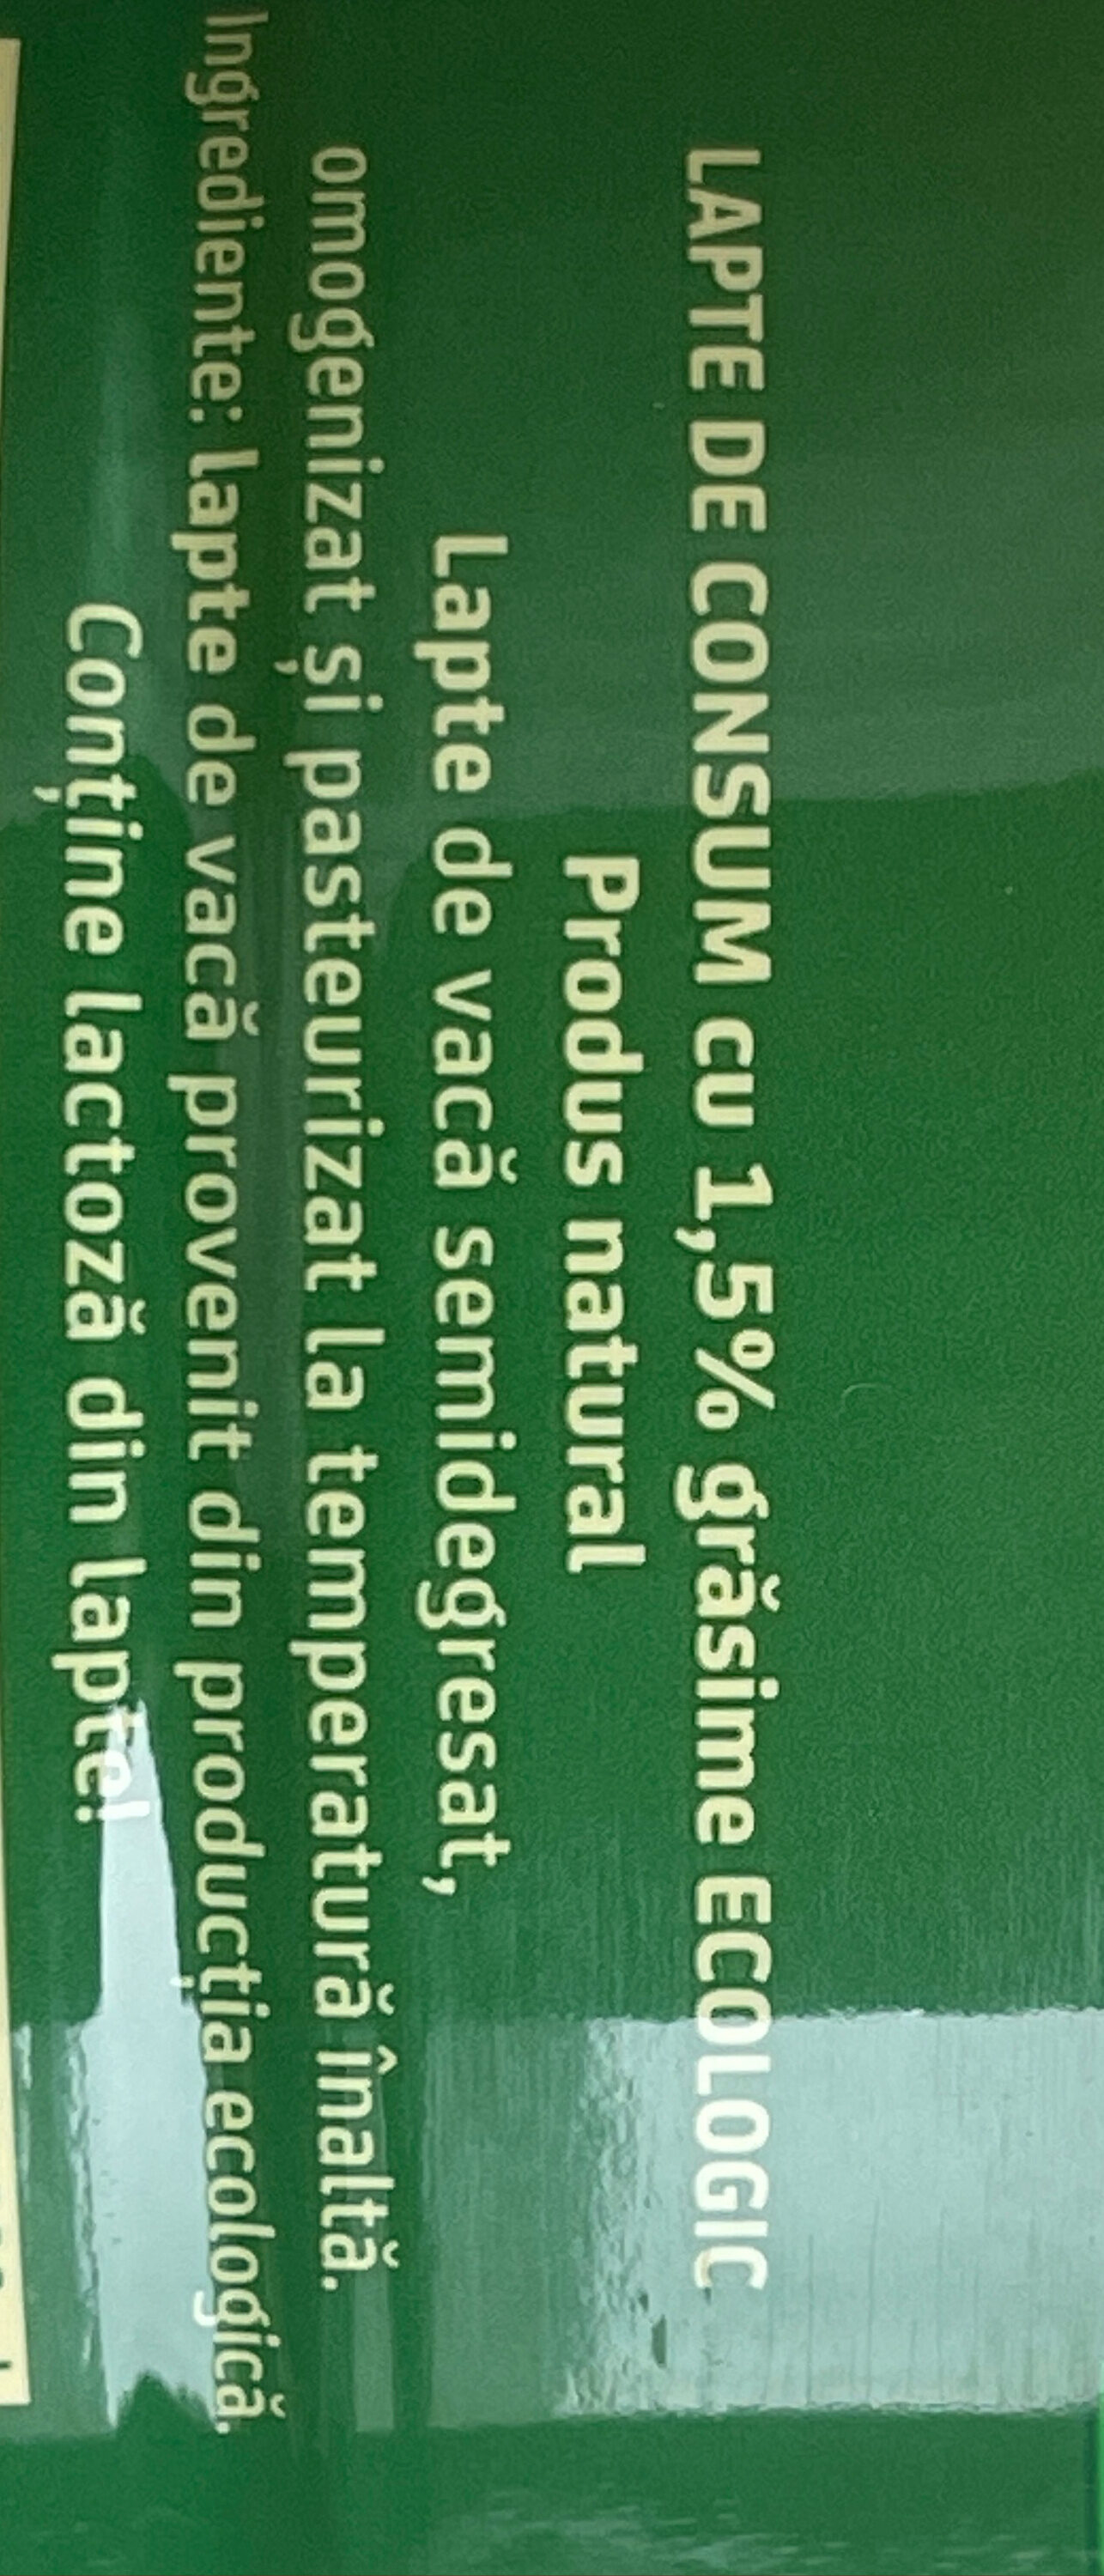 LAPTE DE CONSUM cu 1,5% grăsime ECOLOGIC
Produs natural
Lapte de vacă semidegresat,
omogenizat și pasteurizat la temperatură înaltă.
Ingrediente: lapte de vacă provenit din producția ecologică.
Conține lactoză din lapte!